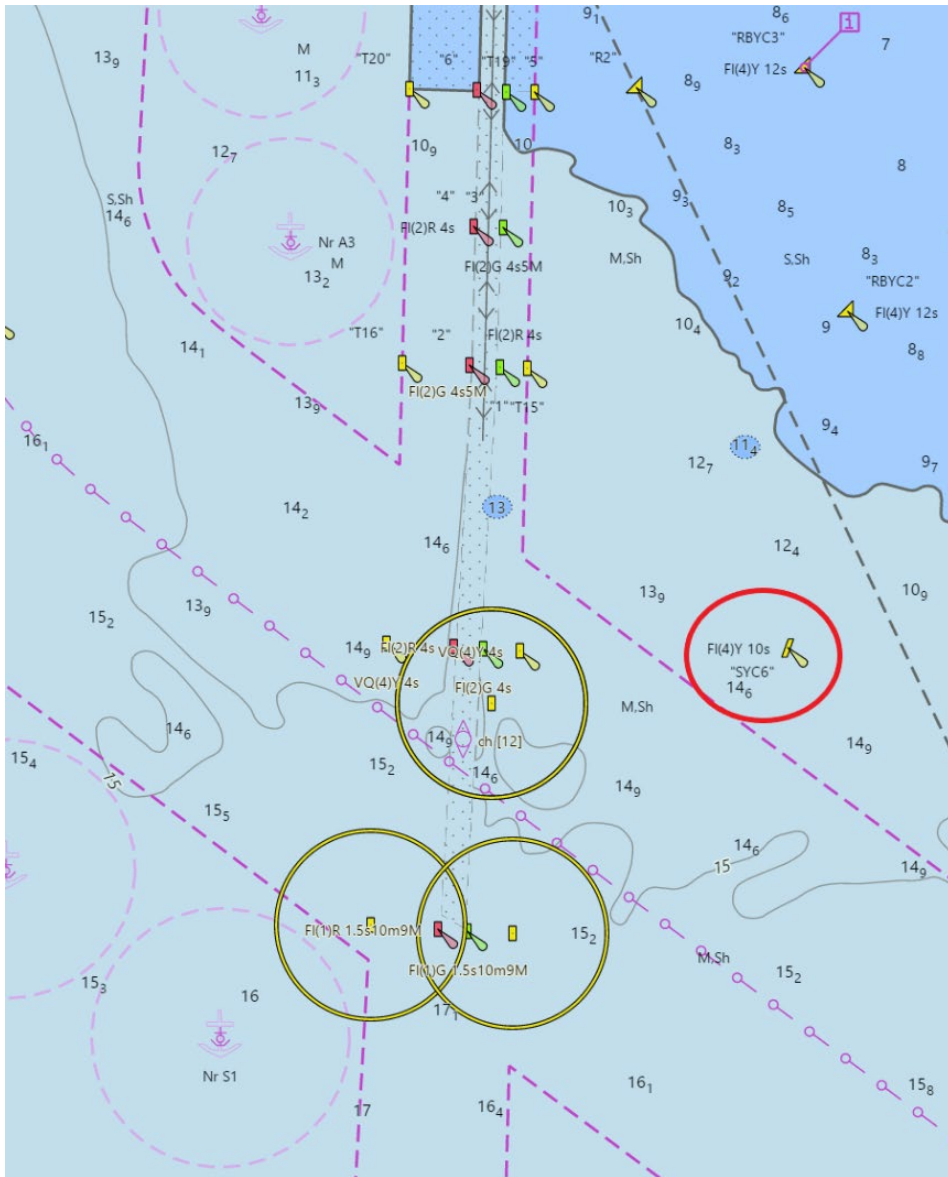 9₁
8₆
1
"RBYC3"
7
M
13₉
"T20"
"6"
"T19"
"5"
"R2"
Fl(4)Y 12s
11₃
8₉
12₇
10₉
10
8₃
8
S,Sh
14₆
"4"
"3"
10₃
9₃
8₅
Fl(2)R 4s
Nr A3
M
13₂
Fl(2)G 4s5M
M,Sh
S,Sh
8₃
9₂
"RBYC2"
Fl(4)Y 12s
9
10₄
8₈
"T16"
"2"
Fl(2)R 4s
14₁
Fl(2)G 4s5M
13₉
"1"
"T15"
9₄
16₁
11₄
12₇
9₇
14₂
13
14₆
12₄
13₉
13₉
10₉
15₂
14₉
Fl(2)R 4s
VQ(4)Y 4s
Fl(4)Y 10s
"SYC6"
VQ(4)Y 4s
Fl(2)G 4s
14₆
M,Sh
14₆
14₉
ch [12]
14₉
15₄
15₂
14₆
15
14₉
15₅
14₆
15
14₉
Fl(1)R 1.5s10m9M
15₂
Fl(1)G 1.5s10m9M
M,Sh
15₃
16
17₁
15₂
Nr S1
16₁
15₈
17
16₄